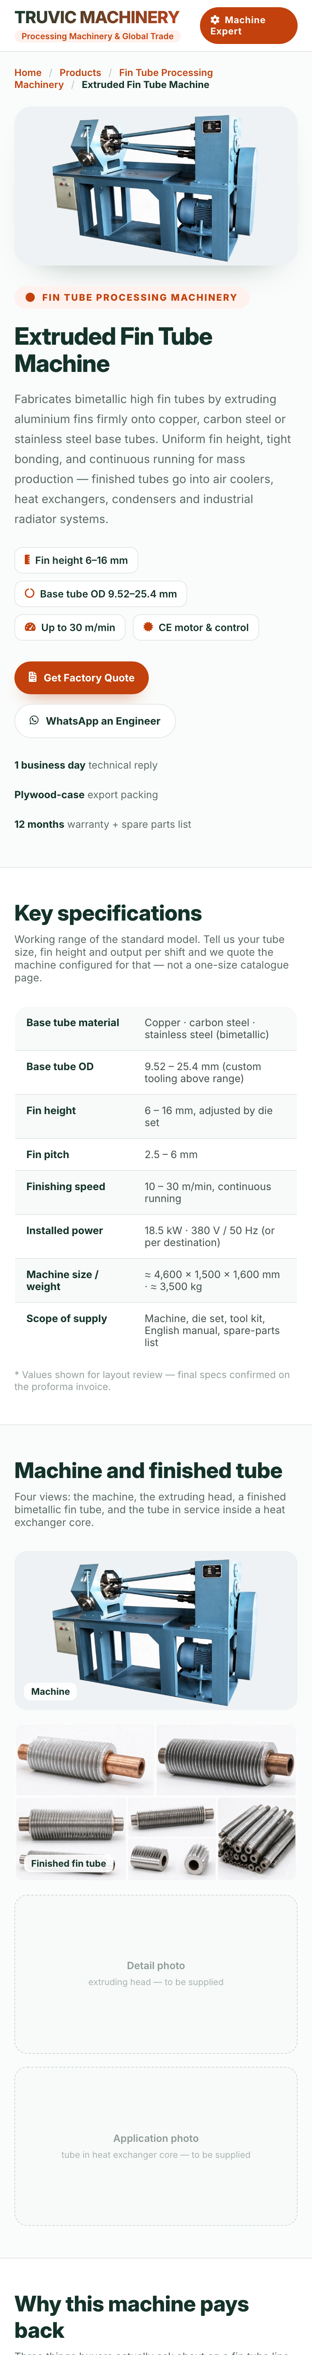 TRUVIC MACHINERY
Processing Machinery & Global Trade
Machine
Expert
Home / Products / Fin Tube Processing
Machinery / Extruded Fin Tube Machine
FIN TUBE PROCESSING MACHINERY
Extruded Fin Tube
Machine
Fabricates bimetallic high fin tubes by extruding
aluminium fins firmly onto copper, carbon steel or
stainless steel base tubes. Uniform fin height, tight
bonding, and continuous running for mass
production — finished tubes go into air coolers,
heat exchangers, condensers and industrial
radiator systems.
Fin height 6–16 mm
Base tube OD 9.52–25.4 mm
Up to 30 m/min
CE motor & control
Get Factory Quote
WhatsApp an Engineer
1 business day technical reply
Plywood-case export packing
12 months warranty + spare parts list
Key specifications
Working range of the standard model. Tell us your tube
size, fin height and output per shift and we quote the
machine configured for that — not a one-size catalogue
page.
Base tube material
Copper · carbon steel ·
stainless steel (bimetallic)
Base tube OD
9.52 – 25.4 mm (custom
tooling above range)
Fin height
6 – 16 mm, adjusted by die
set
Fin pitch
2.5 – 6 mm
Finishing speed
10 – 30 m/min, continuous
running
Installed power
18.5 kW · 380 V / 50 Hz (or
per destination)
Machine size /
weight
≈ 4,600 × 1,500 × 1,600 mm
· ≈ 3,500 kg
Scope of supply
Machine, die set, tool kit,
English manual, spare-parts
list
* Values shown for layout review — final specs confirmed on
the proforma invoice.
Machine and finished tube
Four views: the machine, the extruding head, a finished
bimetallic fin tube, and the tube in service inside a heat
exchanger core.
Machine
Finished fin tube
Detail photo
extruding head — to be supplied
Application photo
tube in heat exchanger core — to be supplied
Why this machine pays
back